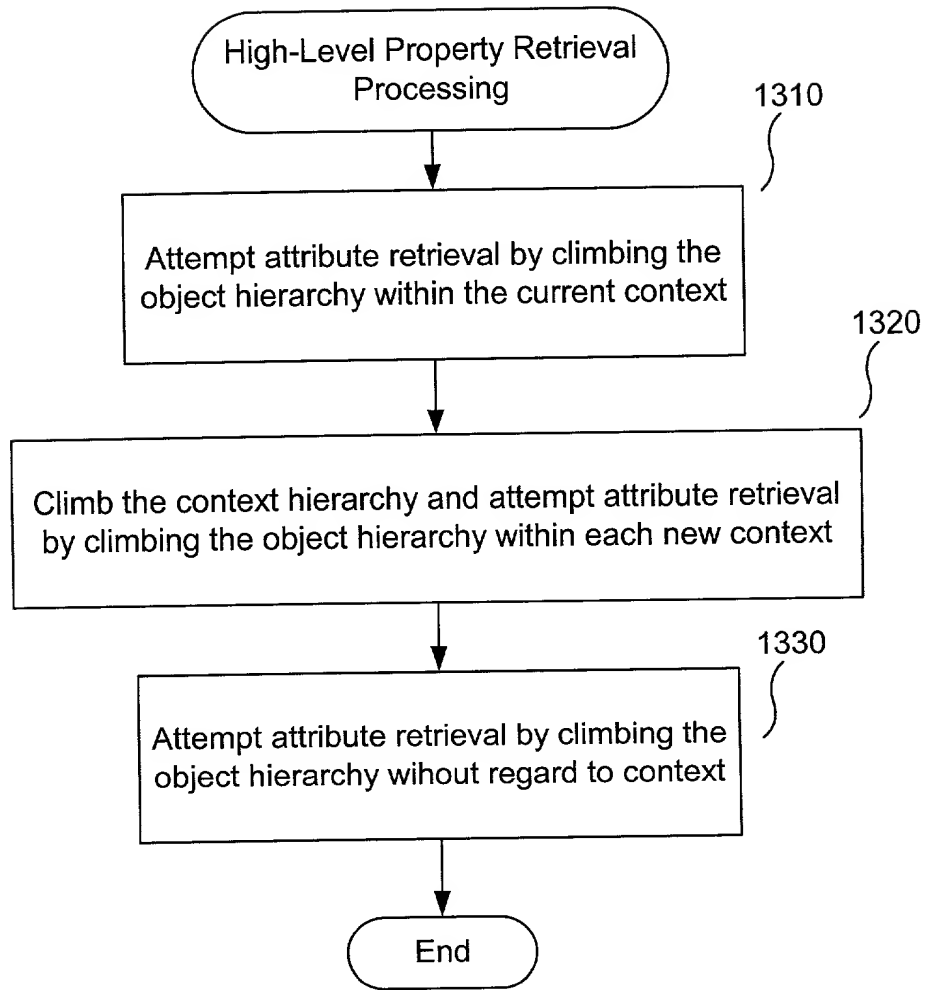 High-Level Property Retrieval
Processing
1310
Attempt attribute retrieval by climbing the
object hierarchy within the current context
1320
Climb the context hierarchy and attempt attribute retrieval
by climbing the object hierarchy within each new context
1330
Attempt attribute retrieval by climbing the
object hierarchy wihout regard to context
End